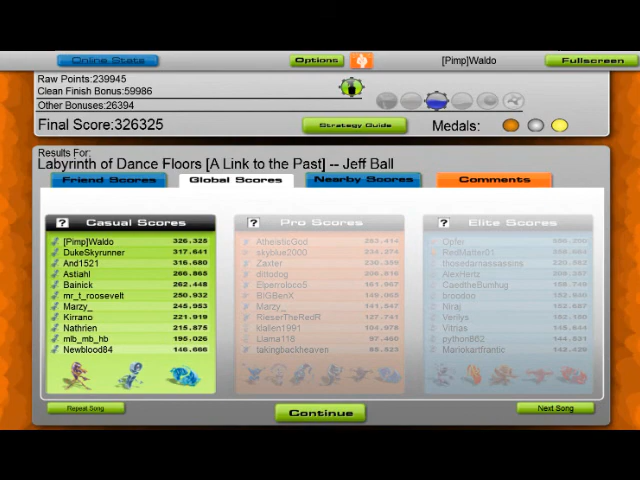 Online Stats Options [Pimp]Waldo Fullscreen
Raw Points:239945
Clean Finish Bonus:59986
Other Bonuses:26394
Final Score:326325 Strategy Guide Medals:
Results For:
Labyrinth of Dance Floors [A Link to the Past] -- Jeff Ball
Friend Scores Global Scores Nearby Scores Comments
? Casual Scores
[Pimp]Waldo 326,325
DukeSkyrunner 317,641
And1521 316,680
Astiahl 266,865
Bainick 262,448
mr_t_roosevelt 250,932
Marzy_ 245,953
Kirrano 221,919
Nathrien 215,875
mlb_mb_hb 195,026
Newblood84 146,666
? Pro Scores
AtheisticGod
skyblue2000
Zaxter
dittodog
Elperroloco5
BIGBenX
Marzy_
RieserTheRedR
klallen1991
Llama116
takingbackheaven
? Elite Scores
Opfer
RedMatter01
thosedarnassassins
AlexHertz
CaedtheBumhug
broodoo
Niraj
Verilys
Vitnas
python862
Mariokartfrantic
Repeat Song Continue Next Song